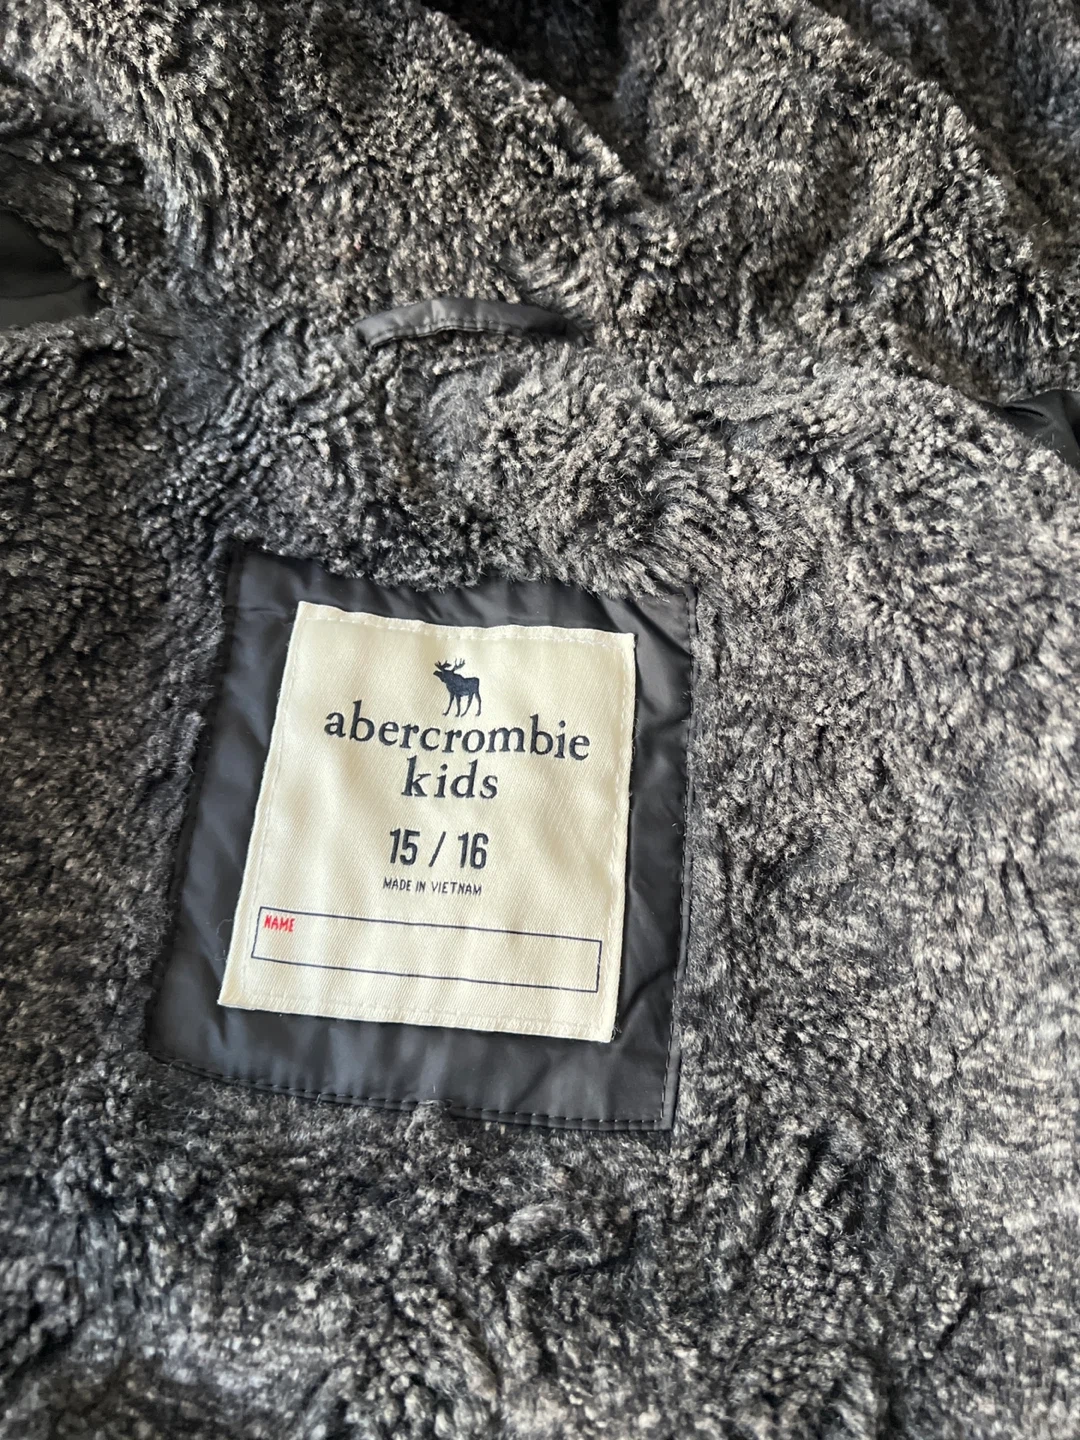 abercrombie
kids
15 / 16
MADE IN VIETNAM
NAME